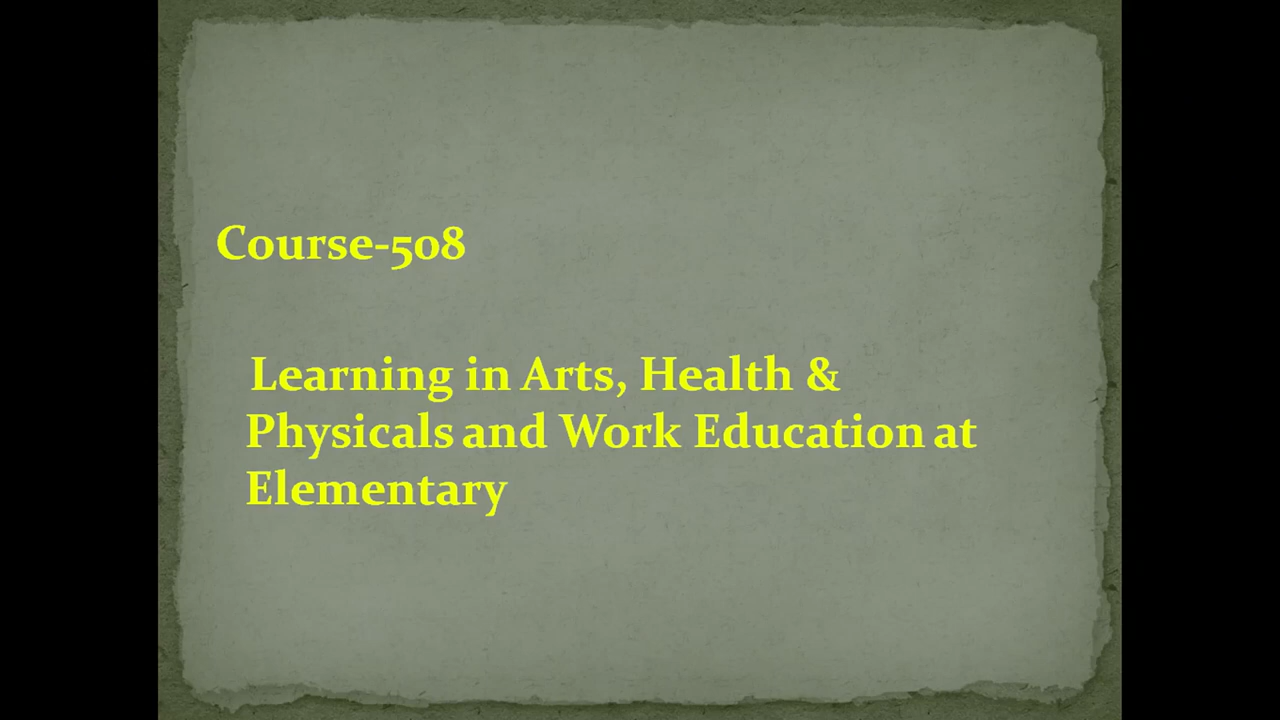 Course-508
Learning in Arts, Health &
Physicals and Work Education at
Elementary